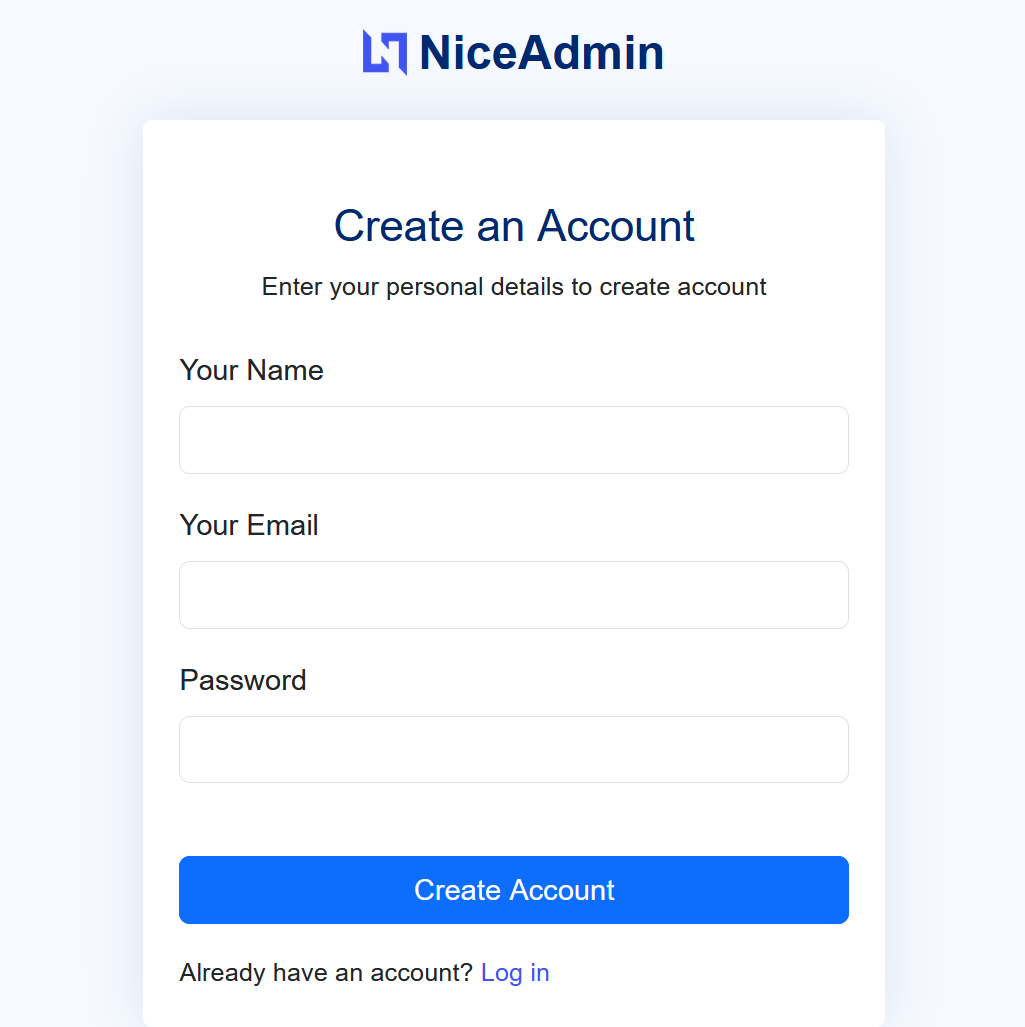 NiceAdmin
Create an Account
Enter your personal details to create account
Your Name
Your Email
Password
Create Account
Already have an account? Log in